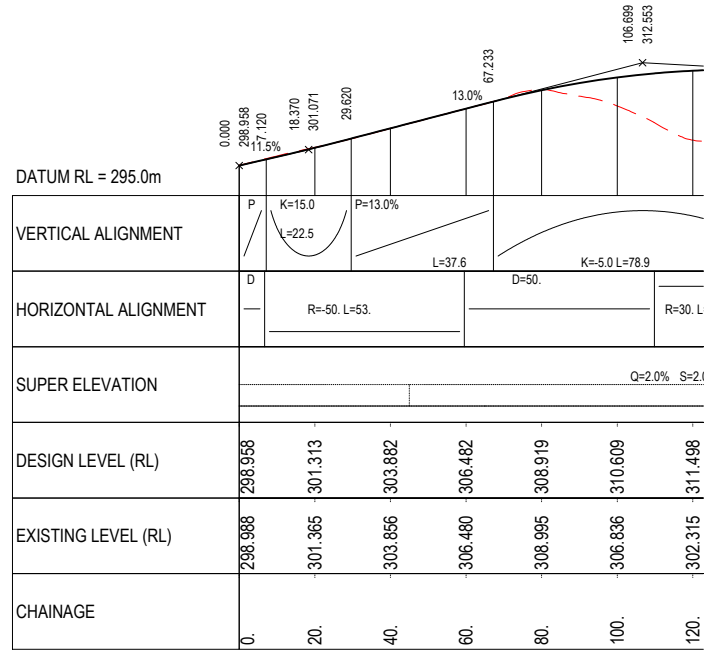 106.699
312.553
67.233
13.0%
18.370
301.071
29.620
0.000
298.958
7.120
11.5%
DATUM RL = 295.0m
VERTICAL ALIGNMENT
P K=15.0 P=13.0%
L=22.5
L=37.6 K=-5.0 L=78.9
HORIZONTAL ALIGNMENT
D D=50.
R=-50. L=53. R=30. L=
SUPER ELEVATION
Q=2.0% S=2.0
DESIGN LEVEL (RL) 298.958 301.313 303.882 306.482 308.919 310.609 311.498
EXISTING LEVEL (RL) 298.988 301.365 303.856 306.480 308.995 306.836 302.315
CHAINAGE 0. 20. 40. 60. 80. 100. 120.